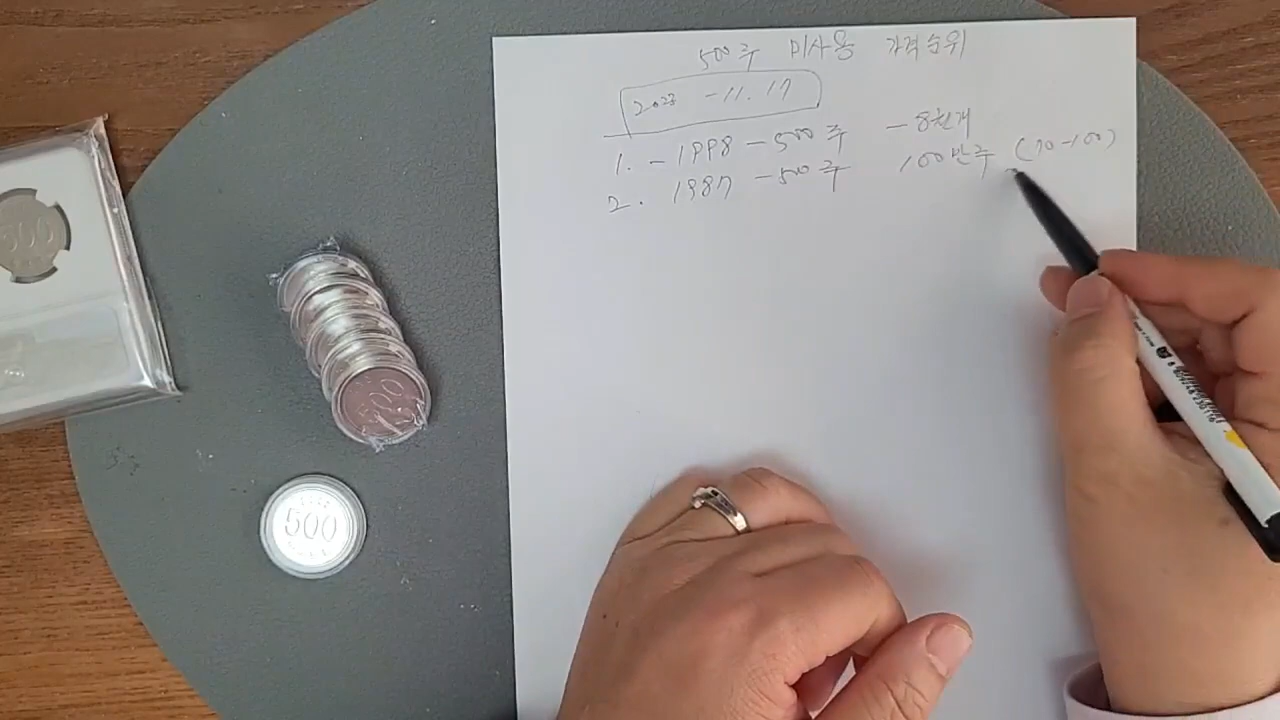 500주 미사용 가격순위
2023 - 11. 17
1. - 1998 - 500주 - 8천개
2. 1987 - 500주 100만주 (70-100)
500
500
500